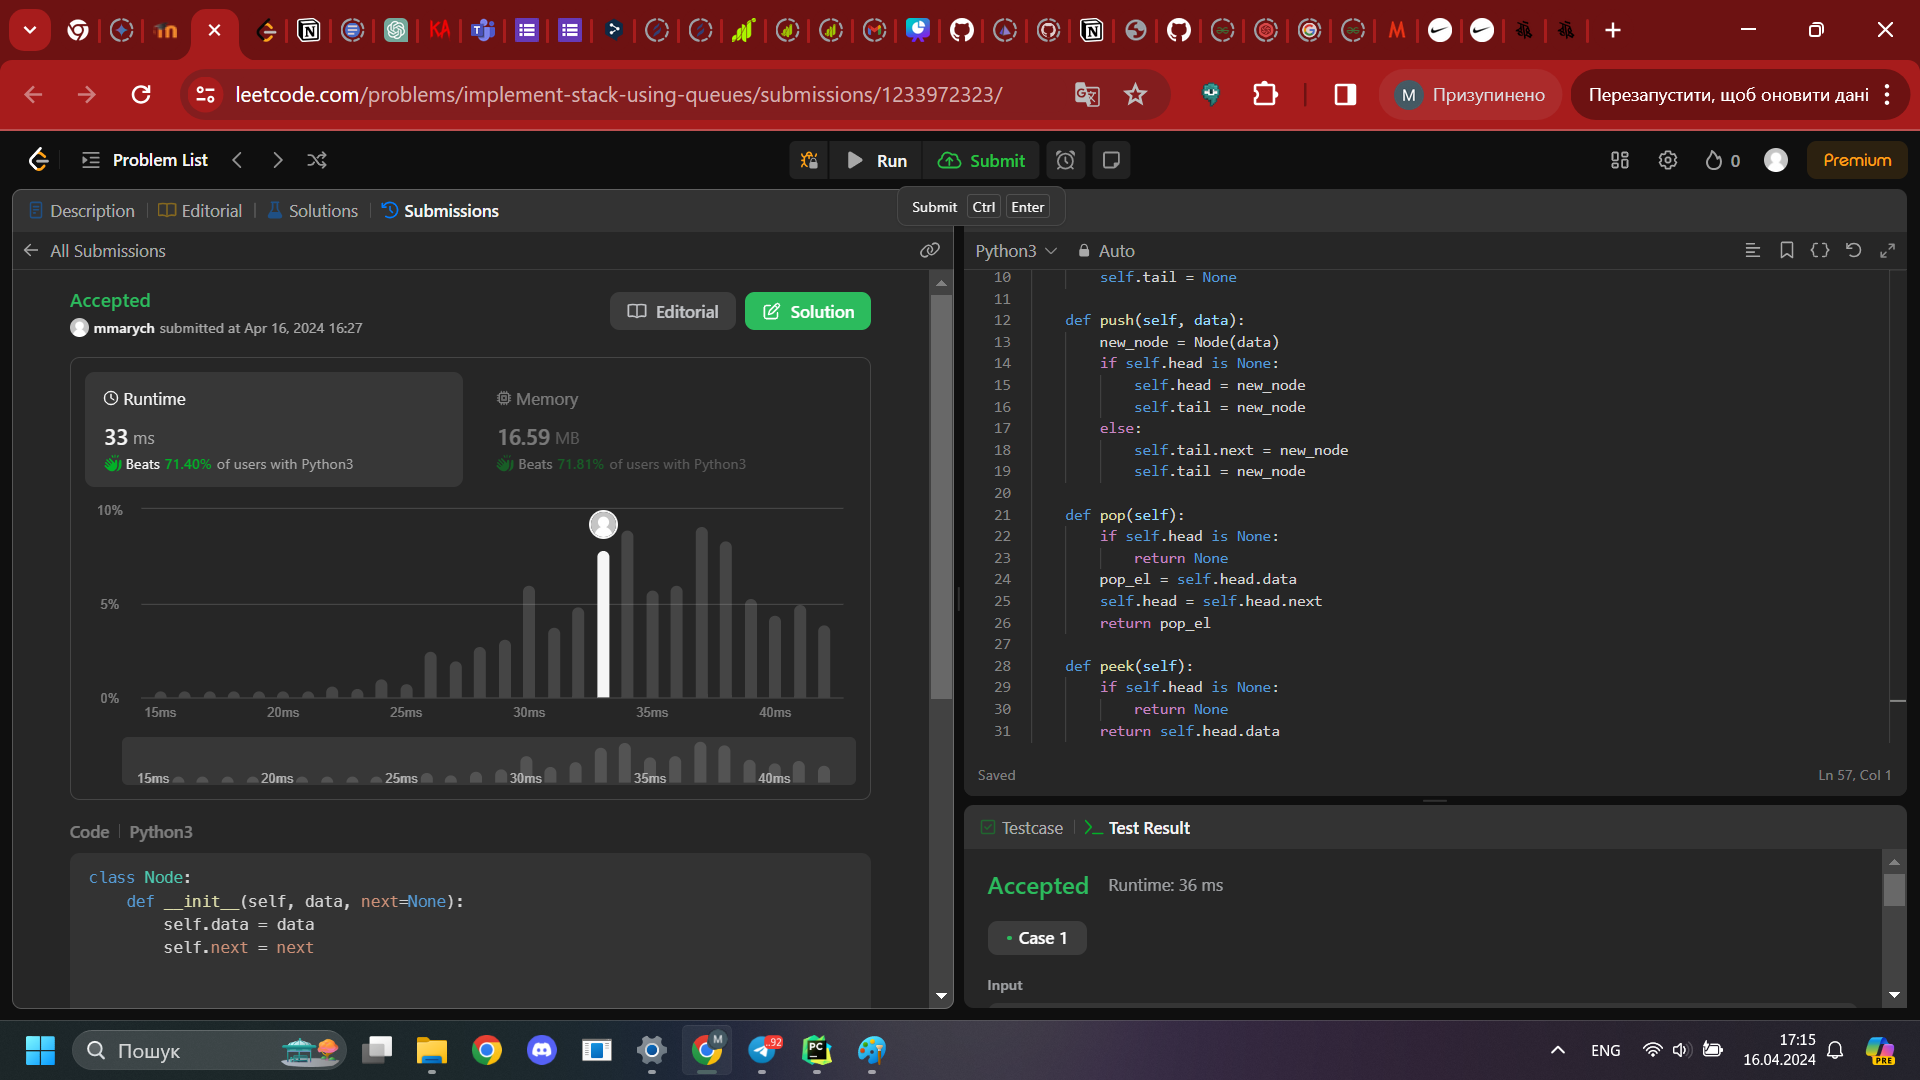 leetcode.com/problems/implement-stack-using-queues/submissions/1233972323/
M Призупинено
Перезапустити, щоб оновити дані
Problem List
Run
Submit
0
Premium
Description
Editorial
Solutions
Submissions
Submit Ctrl Enter
All Submissions
Accepted
mmarych submitted at Apr 16, 2024 16:27
Editorial
Solution
Runtime
33 ms
Beats 71.40% of users with Python3
Memory
16.59 MB
Beats 71.81% of users with Python3
10%
5%
0%
15ms 20ms 25ms 30ms 35ms 40ms
15ms 20ms 25ms 30ms 35ms 40ms
Code Python3
class Node:
    def __init__(self, data, next=None):
        self.data = data
        self.next = next
Python3 Auto
10         self.tail = None
11
12     def push(self, data):
13         new_node = Node(data)
14         if self.head is None:
15             self.head = new_node
16             self.tail = new_node
17         else:
18             self.tail.next = new_node
19             self.tail = new_node
20
21     def pop(self):
22         if self.head is None:
23             return None
24         pop_el = self.head.data
25         self.head = self.head.next
26         return pop_el
27
28     def peek(self):
29         if self.head is None:
30             return None
31         return self.head.data
Saved
Ln 57, Col 1
Testcase
Test Result
Accepted Runtime: 36 ms
Case 1
Input
Пошук
M
92
PC
ENG
17:15
16.04.2024
PRE